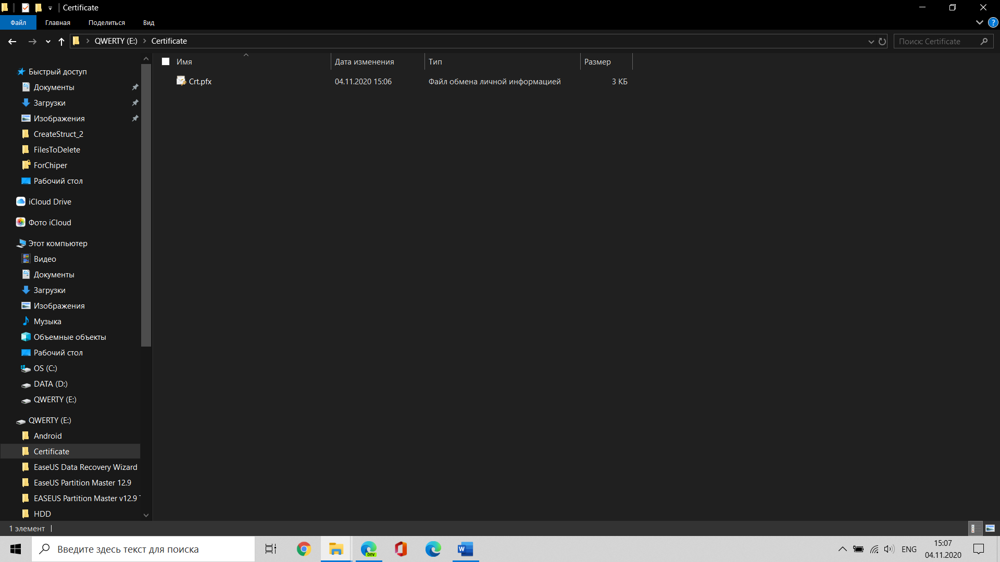 Certificate
Файл Главная Поделиться Вид
QWERTY (E:) Certificate
Поиск: Certificate
Имя Дата изменения Тип Размер
Crt.pfx 04.11.2020 15:06 Файл обмена личной информацией 3 КБ
Быстрый доступ
Документы
Загрузки
Изображения
CreateStruct_2
FilesToDelete
ForChiper
Рабочий стол
iCloud Drive
Фото iCloud
Этот компьютер
Видео
Документы
Загрузки
Изображения
Музыка
Объемные объекты
Рабочий стол
OS (C:)
DATA (D:)
QWERTY (E:)
QWERTY (E:)
Android
Certificate
EaseUS Data Recovery Wizard
EaseUS Partition Master 12.9
EASEUS Partition Master v12.9
HDD
1 элемент
Введите здесь текст для поиска
DEV
W
ENG
15:07
04.11.2020